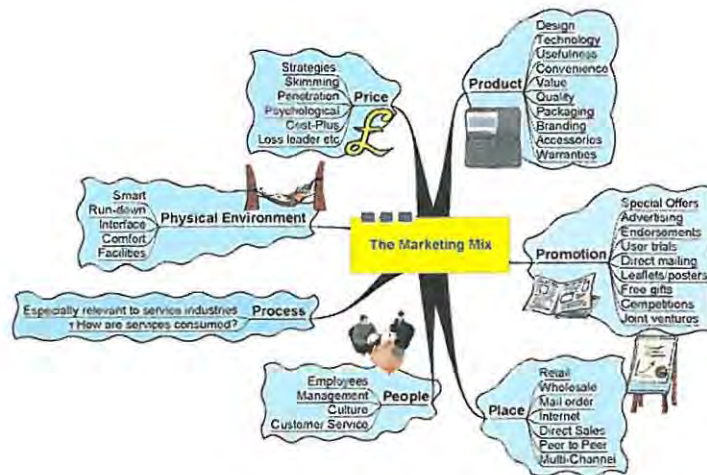 The Marketing Mix
Price
Strategies
Skimming
Penetration
Psychological
Cost-Plus
Loss leader etc
£
Product
Design
Technology
Usefulness
Convenience
Value
Quality
Packaging
Branding
Accessories
Warranties
Physical Environment
Smart
Run-down
Interface
Comfort
Facilities
Promotion
Special Offers
Advertising
Endorsements
User trials
Direct mailing
Leaflets/posters
Free gifts
Competitions
Joint ventures
Process
Especially relevant to service industries
How are services consumed?
People
Employees
Management
Culture
Customer Service
Place
Retail
Wholesale
Mail order
Internet
Direct Sales
Peer to Peer
Multi-Channel